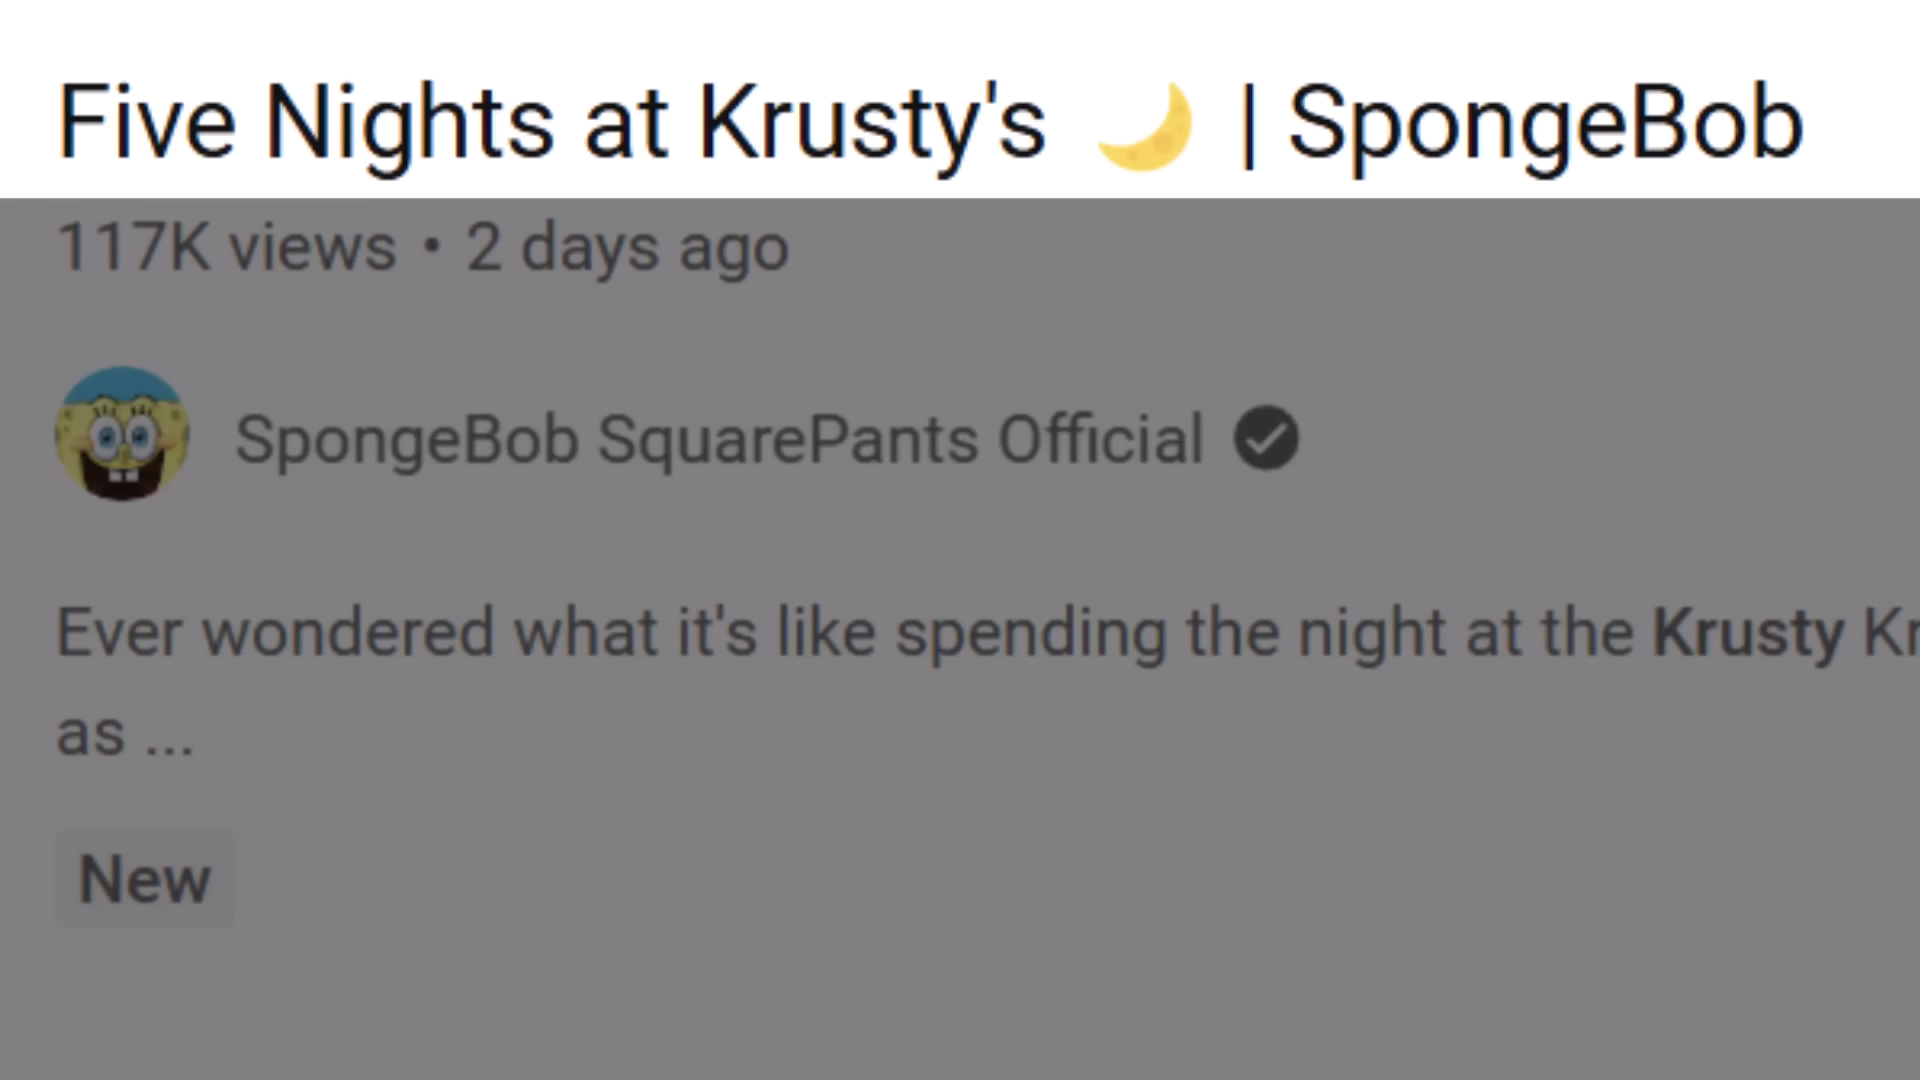 Five Nights at Krusty's 🌙 | SpongeBob
117K views • 2 days ago
SpongeBob SquarePants Official
Ever wondered what it's like spending the night at the Krusty
as ...
New